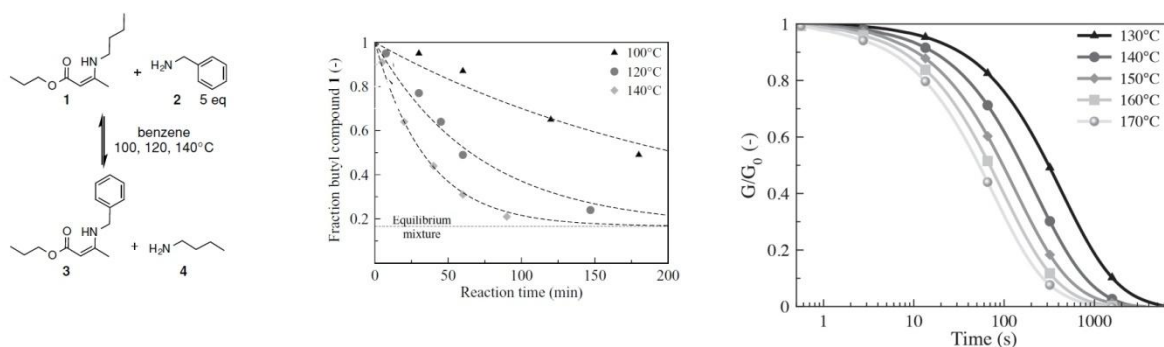 O
O
HN
1
+
H₂N
2 5 eq
benzene
100, 120, 140°C
O
O
HN
3
+
H₂N
4
Fraction butyl compound 1 (-)
1.0
0.8
0.6
0.4
0.2
0
50
100
150
200
Reaction time (min)
100°C
120°C
140°C
Equilibrium
mixture
G/G₀ (-)
1
0.8
0.6
0.4
0.2
0
1
10
100
1000
Time (s)
130°C
140°C
150°C
160°C
170°C